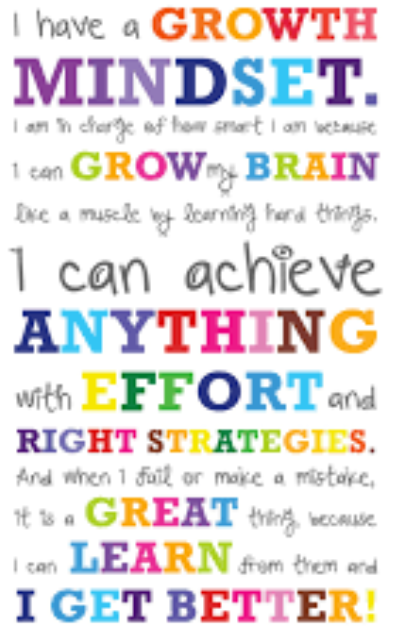 I have a GROWTH
MINDSET.
I am in charge of how smart I am because
I can GROW my BRAIN
like a muscle by learning hard things.
I can achieve
ANYTHING
with EFFORT and
RIGHT STRATEGIES.
And when I fail or make a mistake,
it is a GREAT thing because
I can LEARN from them and
I GET BETTER!